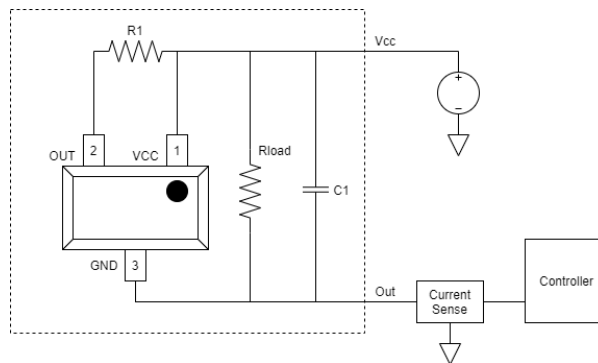 R1
Vcc
+
−
OUT
2
VCC
1
Rload
C1
GND
3
Out
Current
Sense
Controller